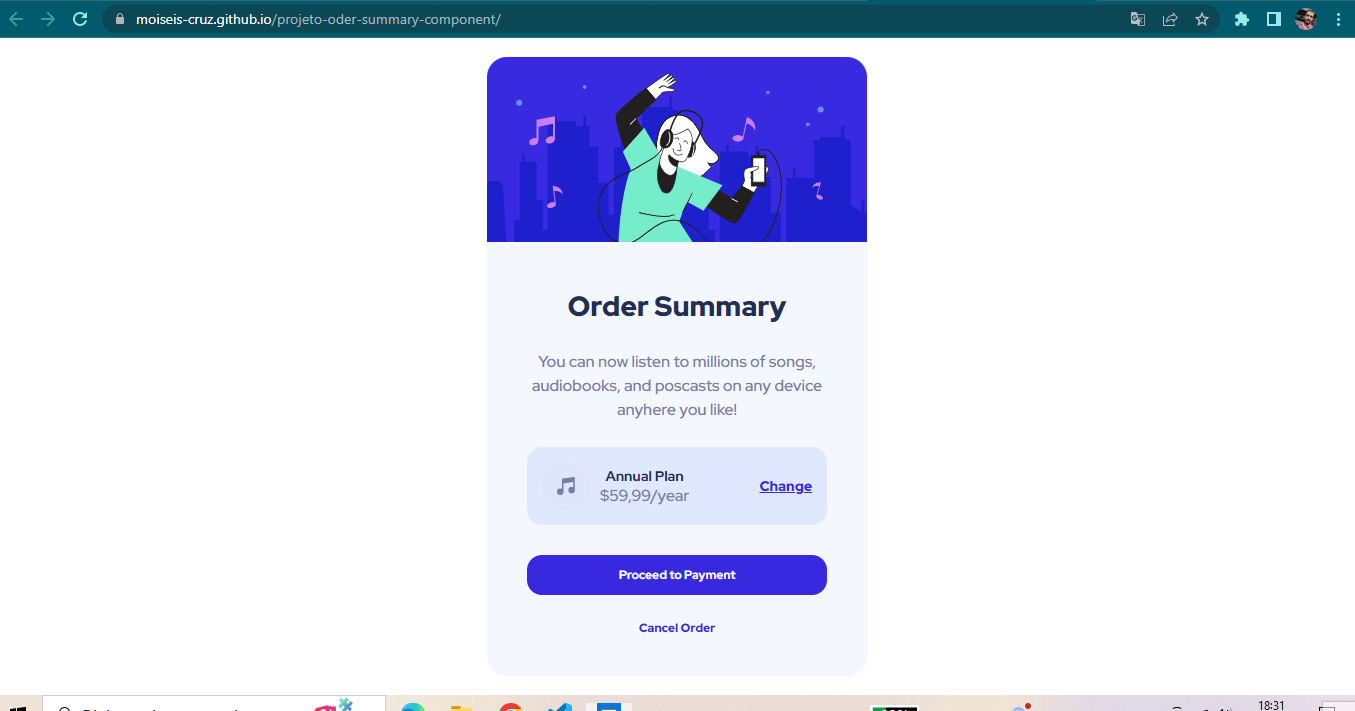 moiseis-cruz.github.io/projeto-oder-summary-component/
Order Summary
You can now listen to millions of songs,
audiobooks, and poscasts on any device
anyhere you like!
Annual Plan
$59,99/year
Change
Proceed to Payment
Cancel Order
18:31